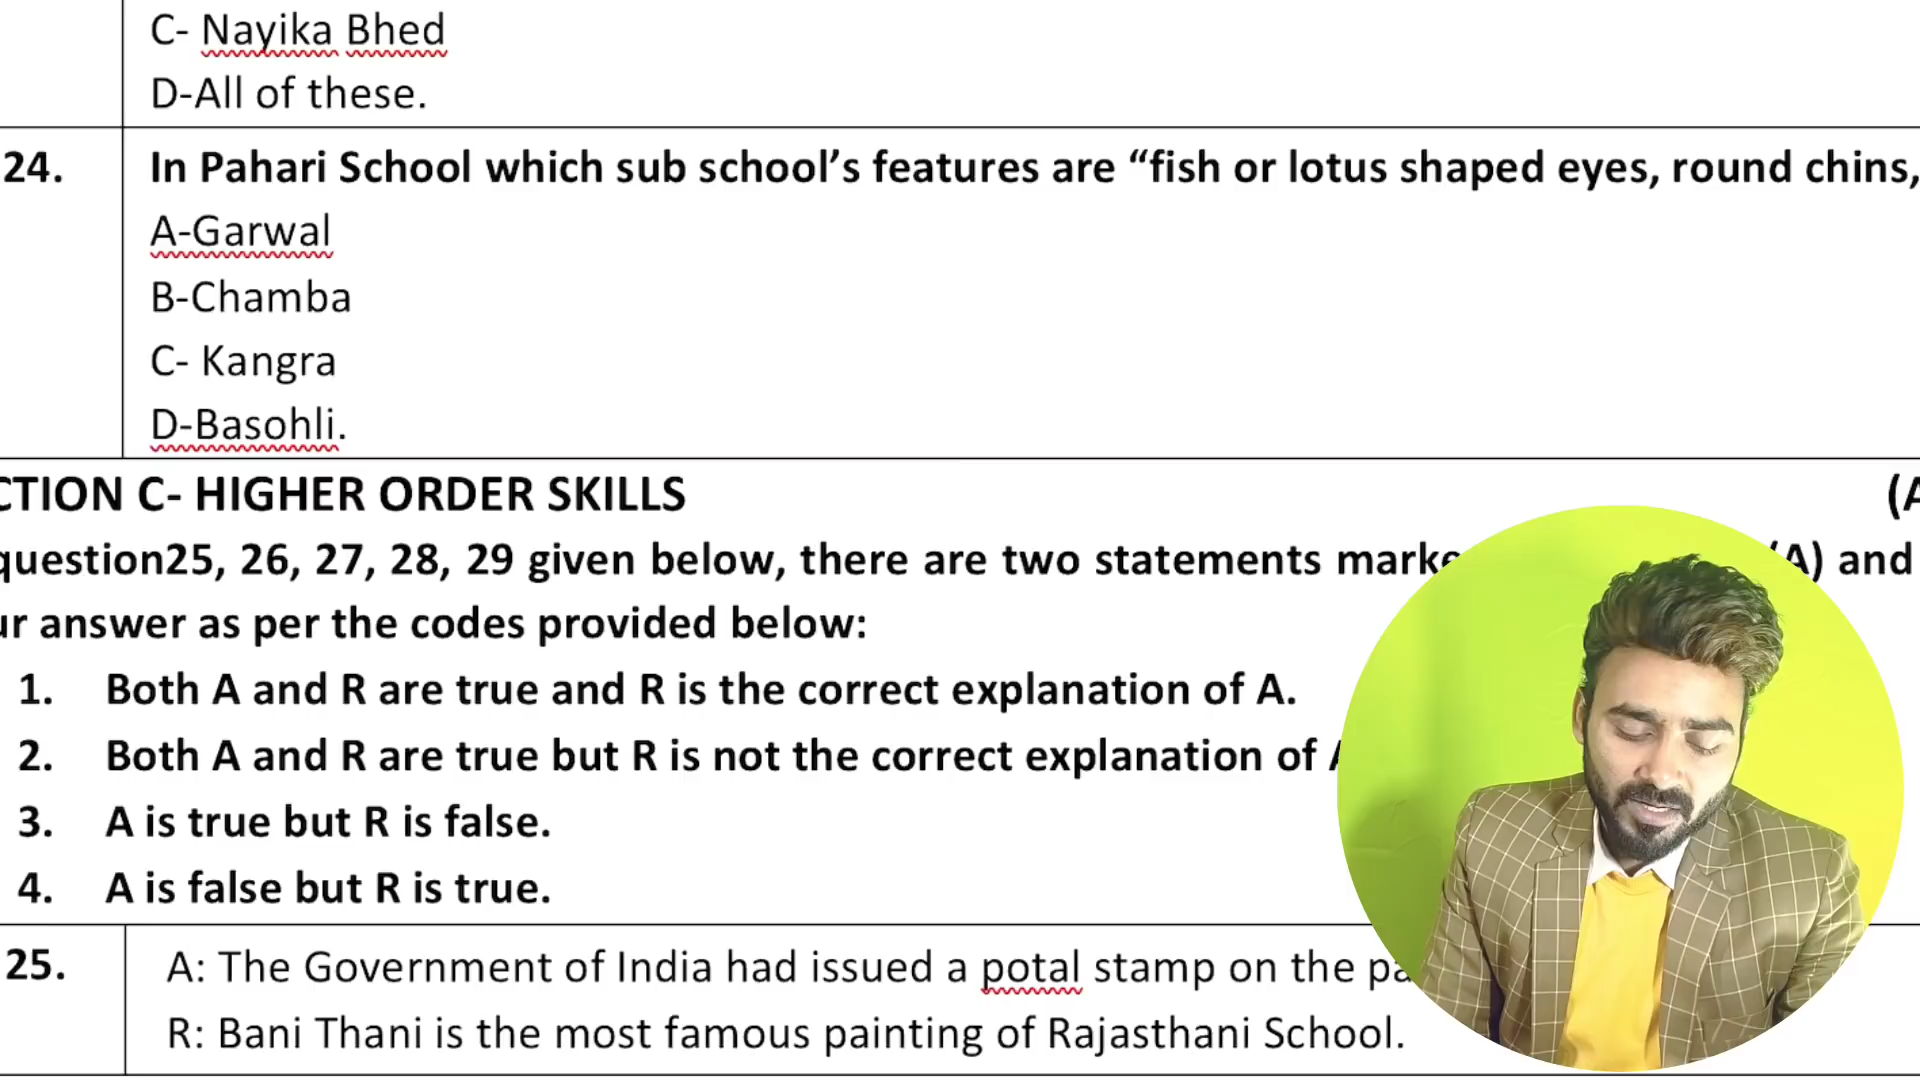 C- Nayika Bhed
D-All of these.
24. In Pahari School which sub school’s features are “fish or lotus shaped eyes, round chins,
A-Garwal
B-Chamba
C- Kangra
D-Basohli.
CTION C- HIGHER ORDER SKILLS (A
question25, 26, 27, 28, 29 given below, there are two statements marke (A) and
ur answer as per the codes provided below:
1. Both A and R are true and R is the correct explanation of A.
2. Both A and R are true but R is not the correct explanation of
3. A is true but R is false.
4. A is false but R is true.
25. A: The Government of India had issued a potal stamp on the pa
R: Bani Thani is the most famous painting of Rajasthani School.